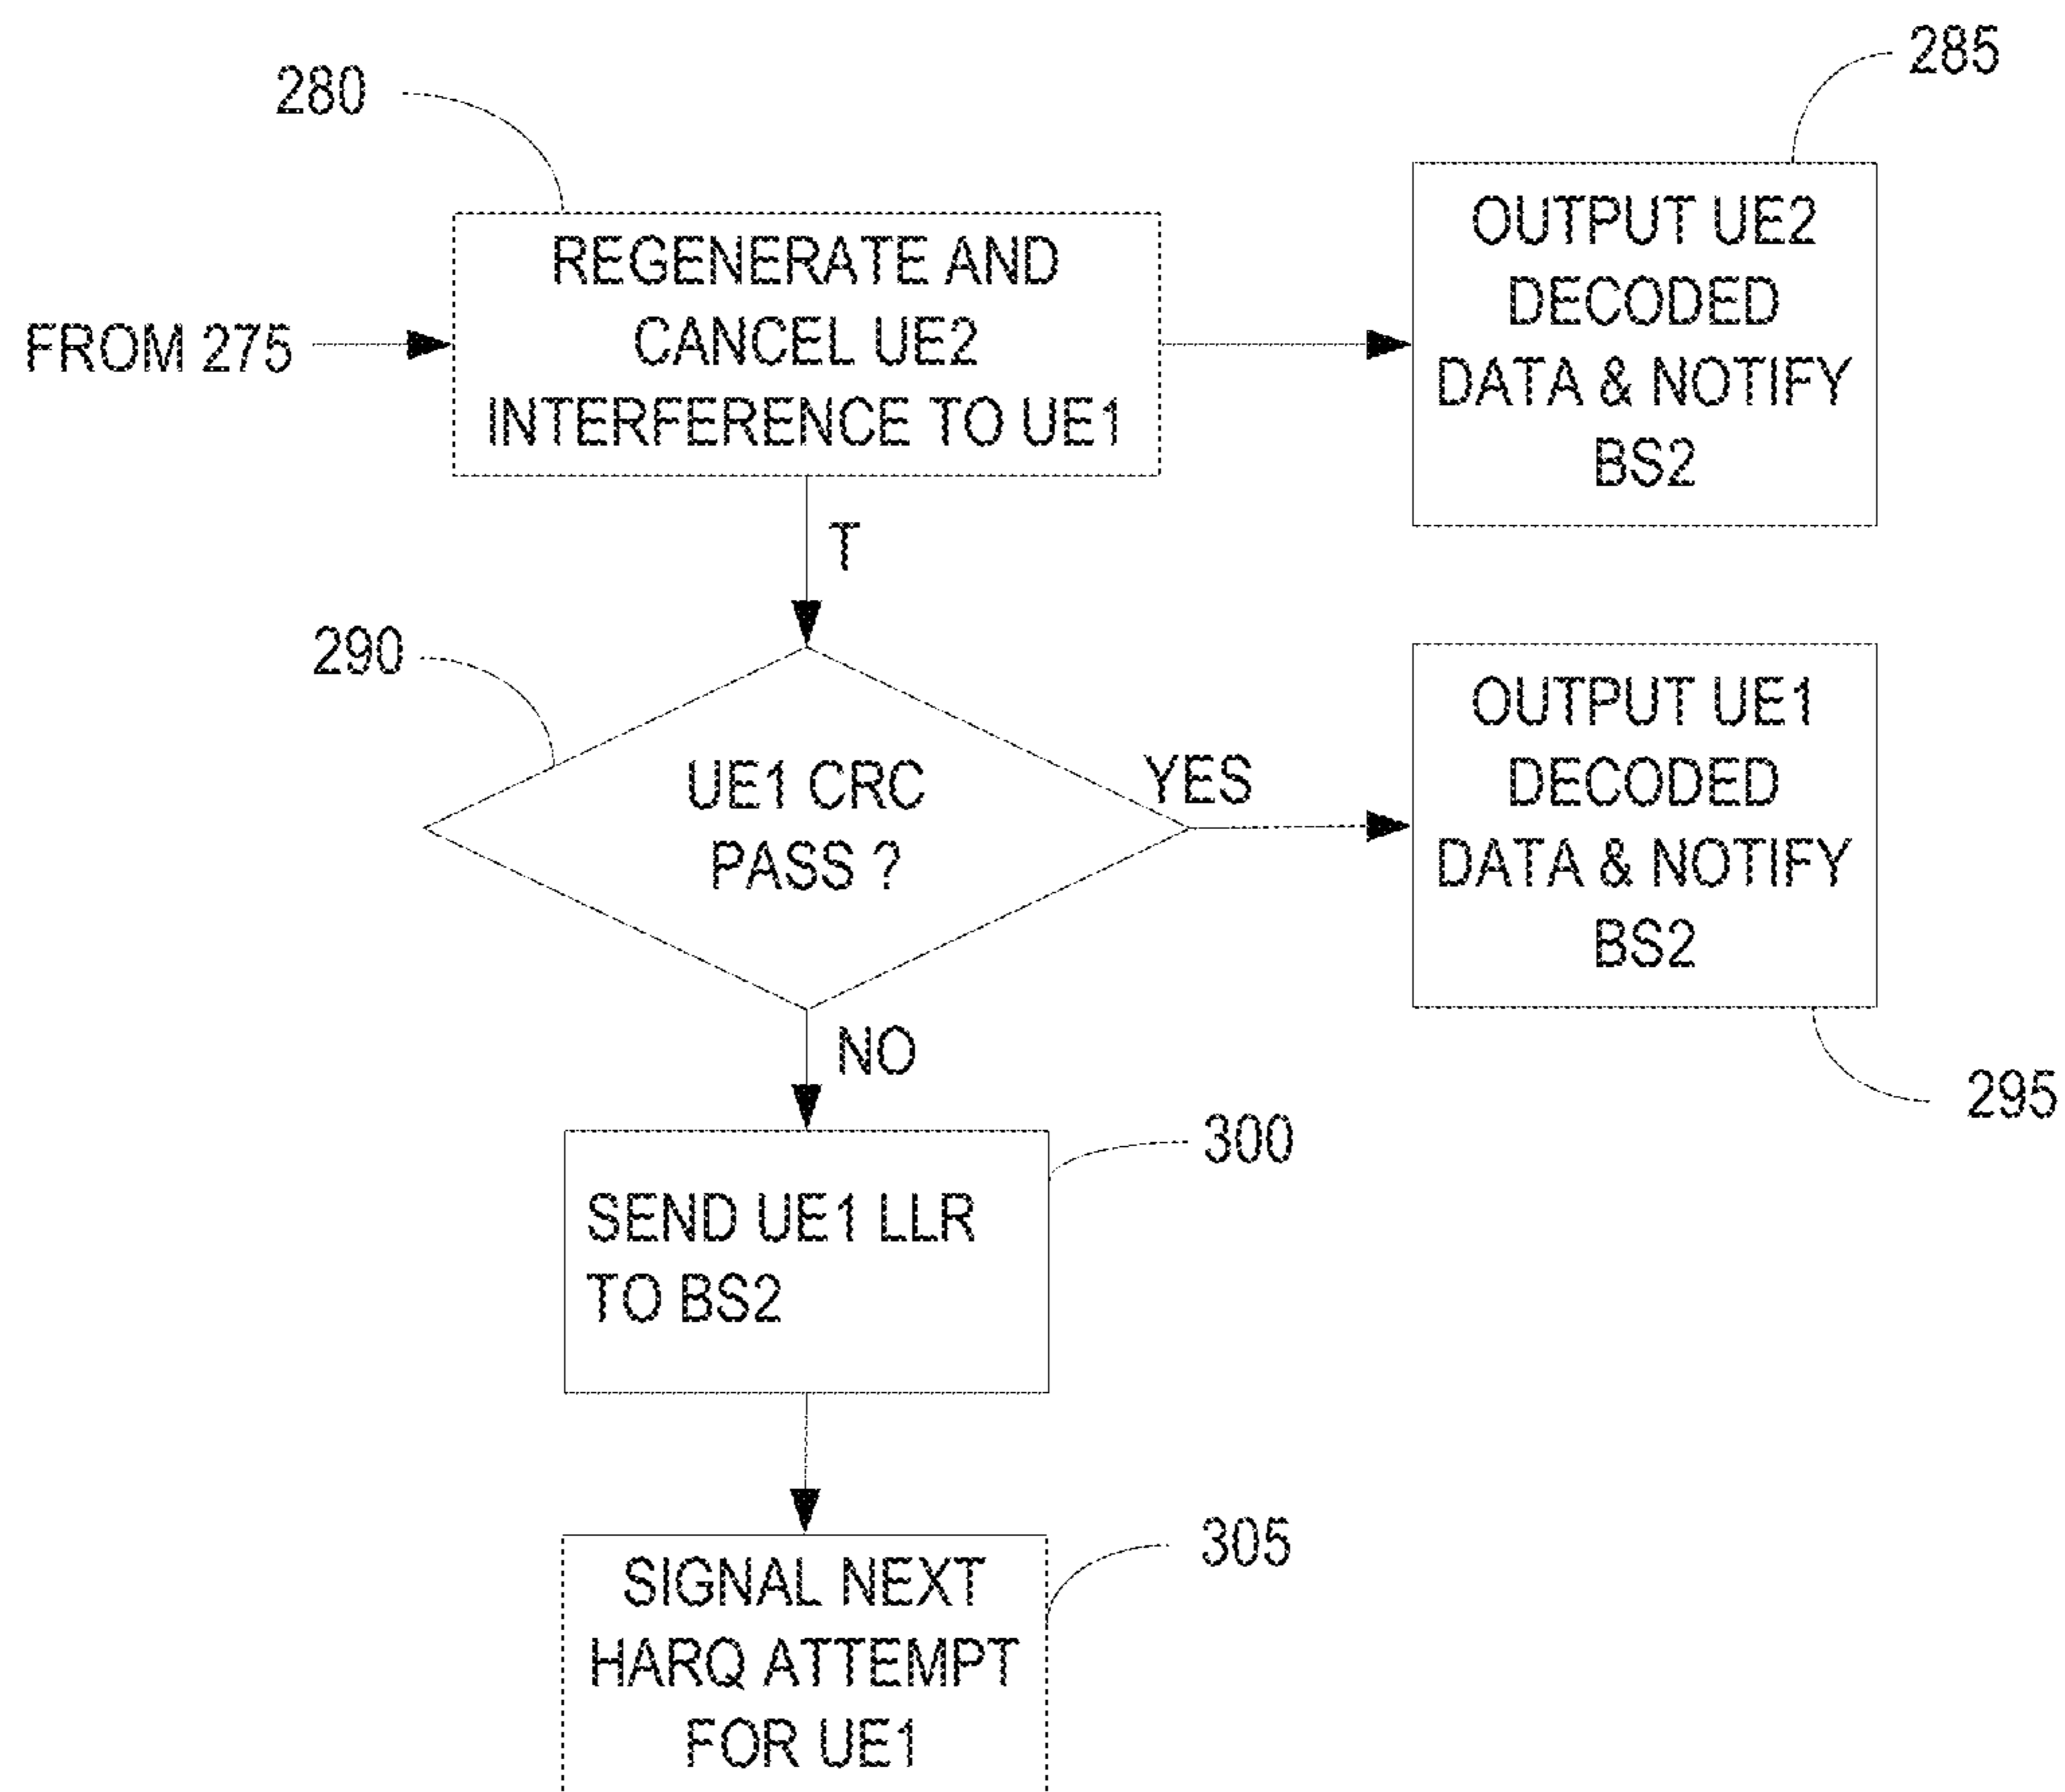 285
280
OUTPUT UE2
DECODED
DATA & NOTIFY
BS2
REGENERATE AND
CANCEL UE2
INTERFERENCE TO UE1
FROM 275
T
290
UE1 CRC
PASS ?
YES
OUTPUT UE1
DECODED
DATA & NOTIFY
BS2
295
NO
300
SEND UE1 LLR
TO BS2
305
SIGNAL NEXT
HARQ ATTEMPT
FOR UE1